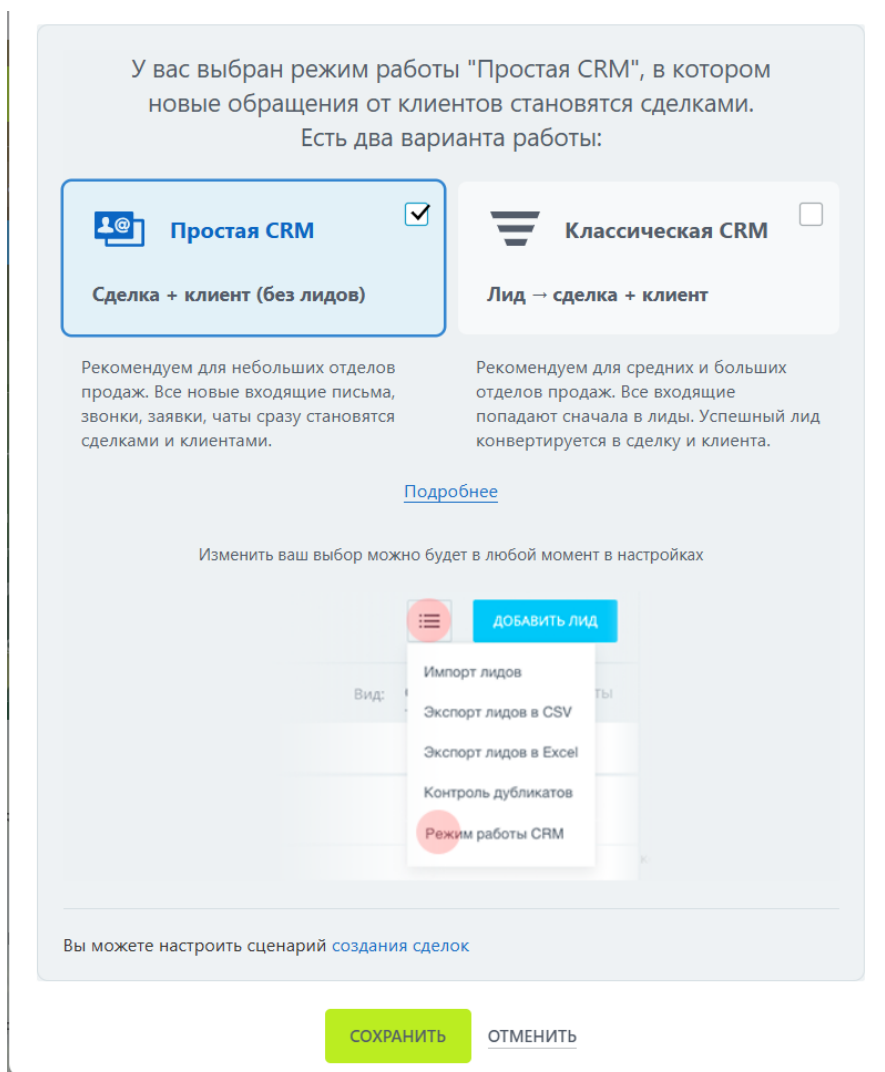 У вас выбран режим работы "Простая CRM", в котором
новые обращения от клиентов становятся сделками.
Есть два варианта работы:
Простая CRM
Сделка + клиент (без лидов)
Классическая CRM
Лид → сделка + клиент
Рекомендуем для небольших отделов
продаж. Все новые входящие письма,
звонки, заявки, чаты сразу становятся
сделками и клиентами.
Рекомендуем для средних и больших
отделов продаж. Все входящие
попадают сначала в лиды. Успешный лид
конвертируется в сделку и клиента.
Подробнее
Изменить ваш выбор можно будет в любой момент в настройках
ДОБАВИТЬ ЛИД
Импорт лидов
Вид:
Экспорт лидов в CSV
Экспорт лидов в Excel
Контроль дубликатов
Режим работы CRM
Вы можете настроить сценарий создания сделок
СОХРАНИТЬ
ОТМЕНИТЬ